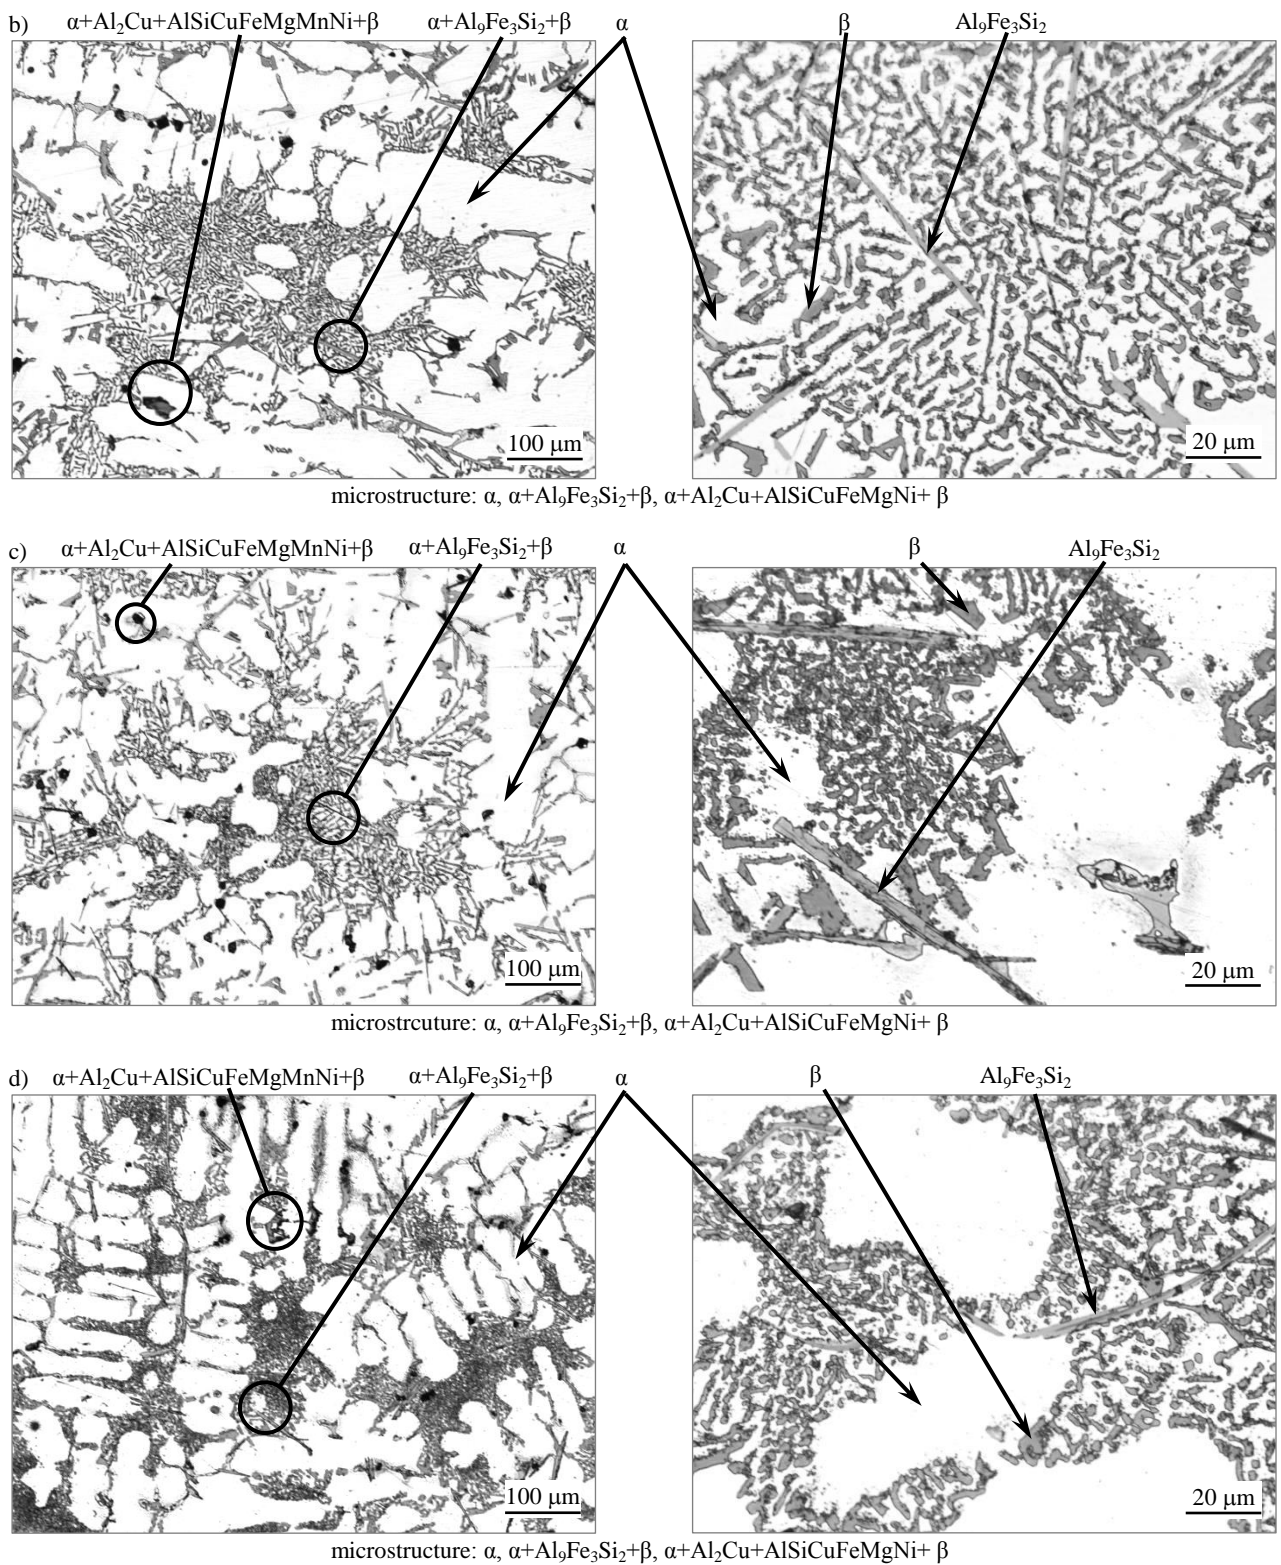 b) α+Al₂Cu+AlSiCuFeMgMnNi+β α+Al₉Fe₃Si₂+β α β Al₉Fe₃Si₂
100 μm 20 μm
microstructure: α, α+Al₉Fe₃Si₂+β, α+Al₂Cu+AlSiCuFeMgNi+ β
c) α+Al₂Cu+AlSiCuFeMgMnNi+β α+Al₉Fe₃Si₂+β α β Al₉Fe₃Si₂
100 μm 20 μm
microstrcuture: α, α+Al₉Fe₃Si₂+β, α+Al₂Cu+AlSiCuFeMgNi+ β
d) α+Al₂Cu+AlSiCuFeMgMnNi+β α+Al₉Fe₃Si₂+β α β Al₉Fe₃Si₂
100 μm 20 μm
microstructure: α, α+Al₉Fe₃Si₂+β, α+Al₂Cu+AlSiCuFeMgNi+ β